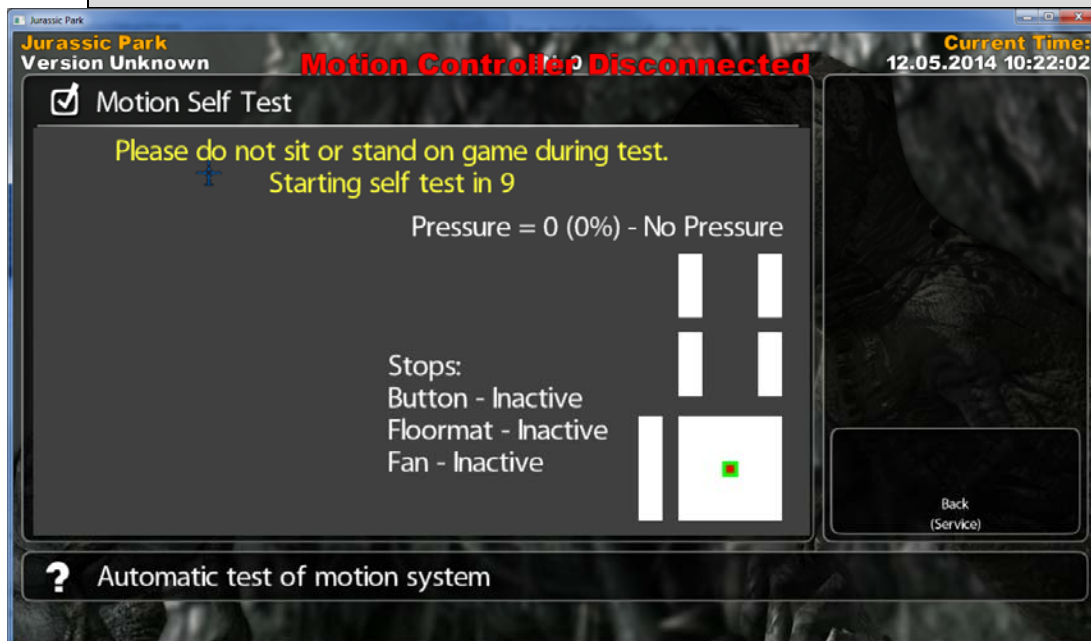 Jurassic Park
Jurassic Park
Version Unknown
Motion Controller Disconnected
Current Time:
12.05.2014 10:22:02
Motion Self Test
Please do not sit or stand on game during test.
Starting self test in 9
Pressure = 0 (0%) - No Pressure
Stops:
Button - Inactive
Floormat - Inactive
Fan - Inactive
Back
(Service)
? Automatic test of motion system